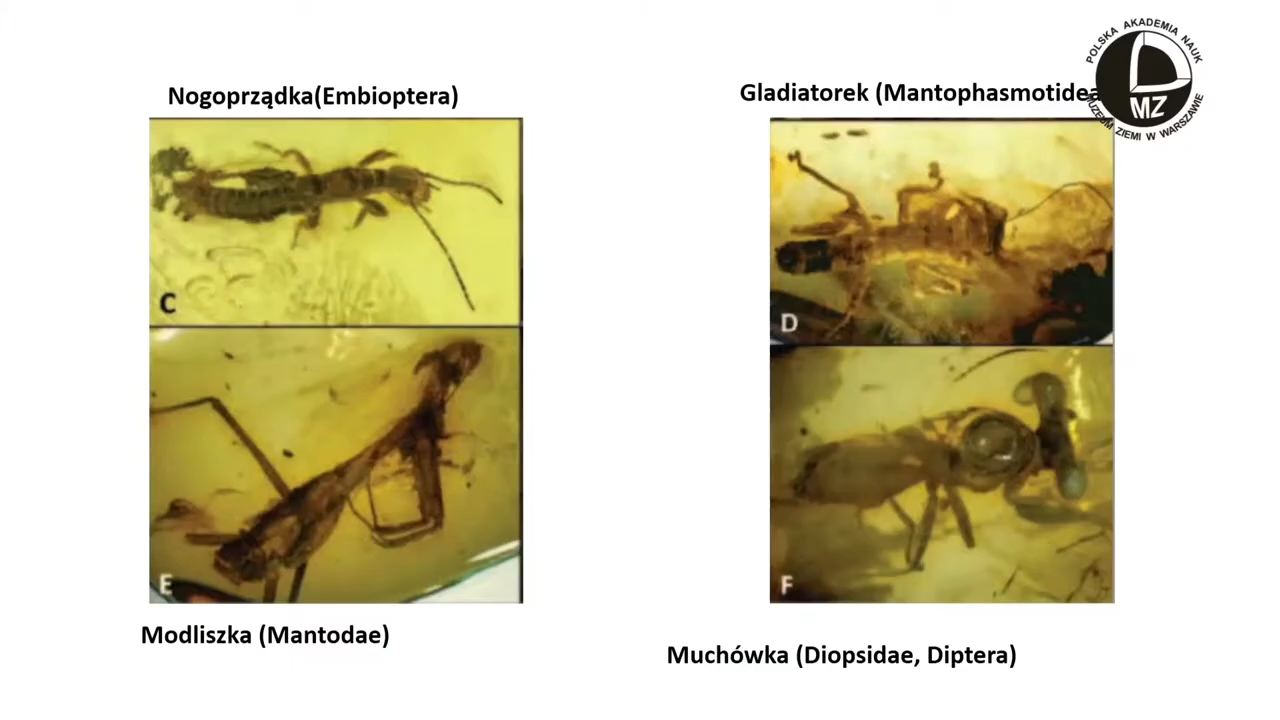 POLSKA AKADEMIA NAUK
MZ
MUZEUM ZIEMI W WARSZAWIE
Nogoprządka(Embioptera)
Gladiatorek (Mantophasmotidea
C
D
E
F
Modliszka (Mantodae)
Muchówka (Diopsidae, Diptera)